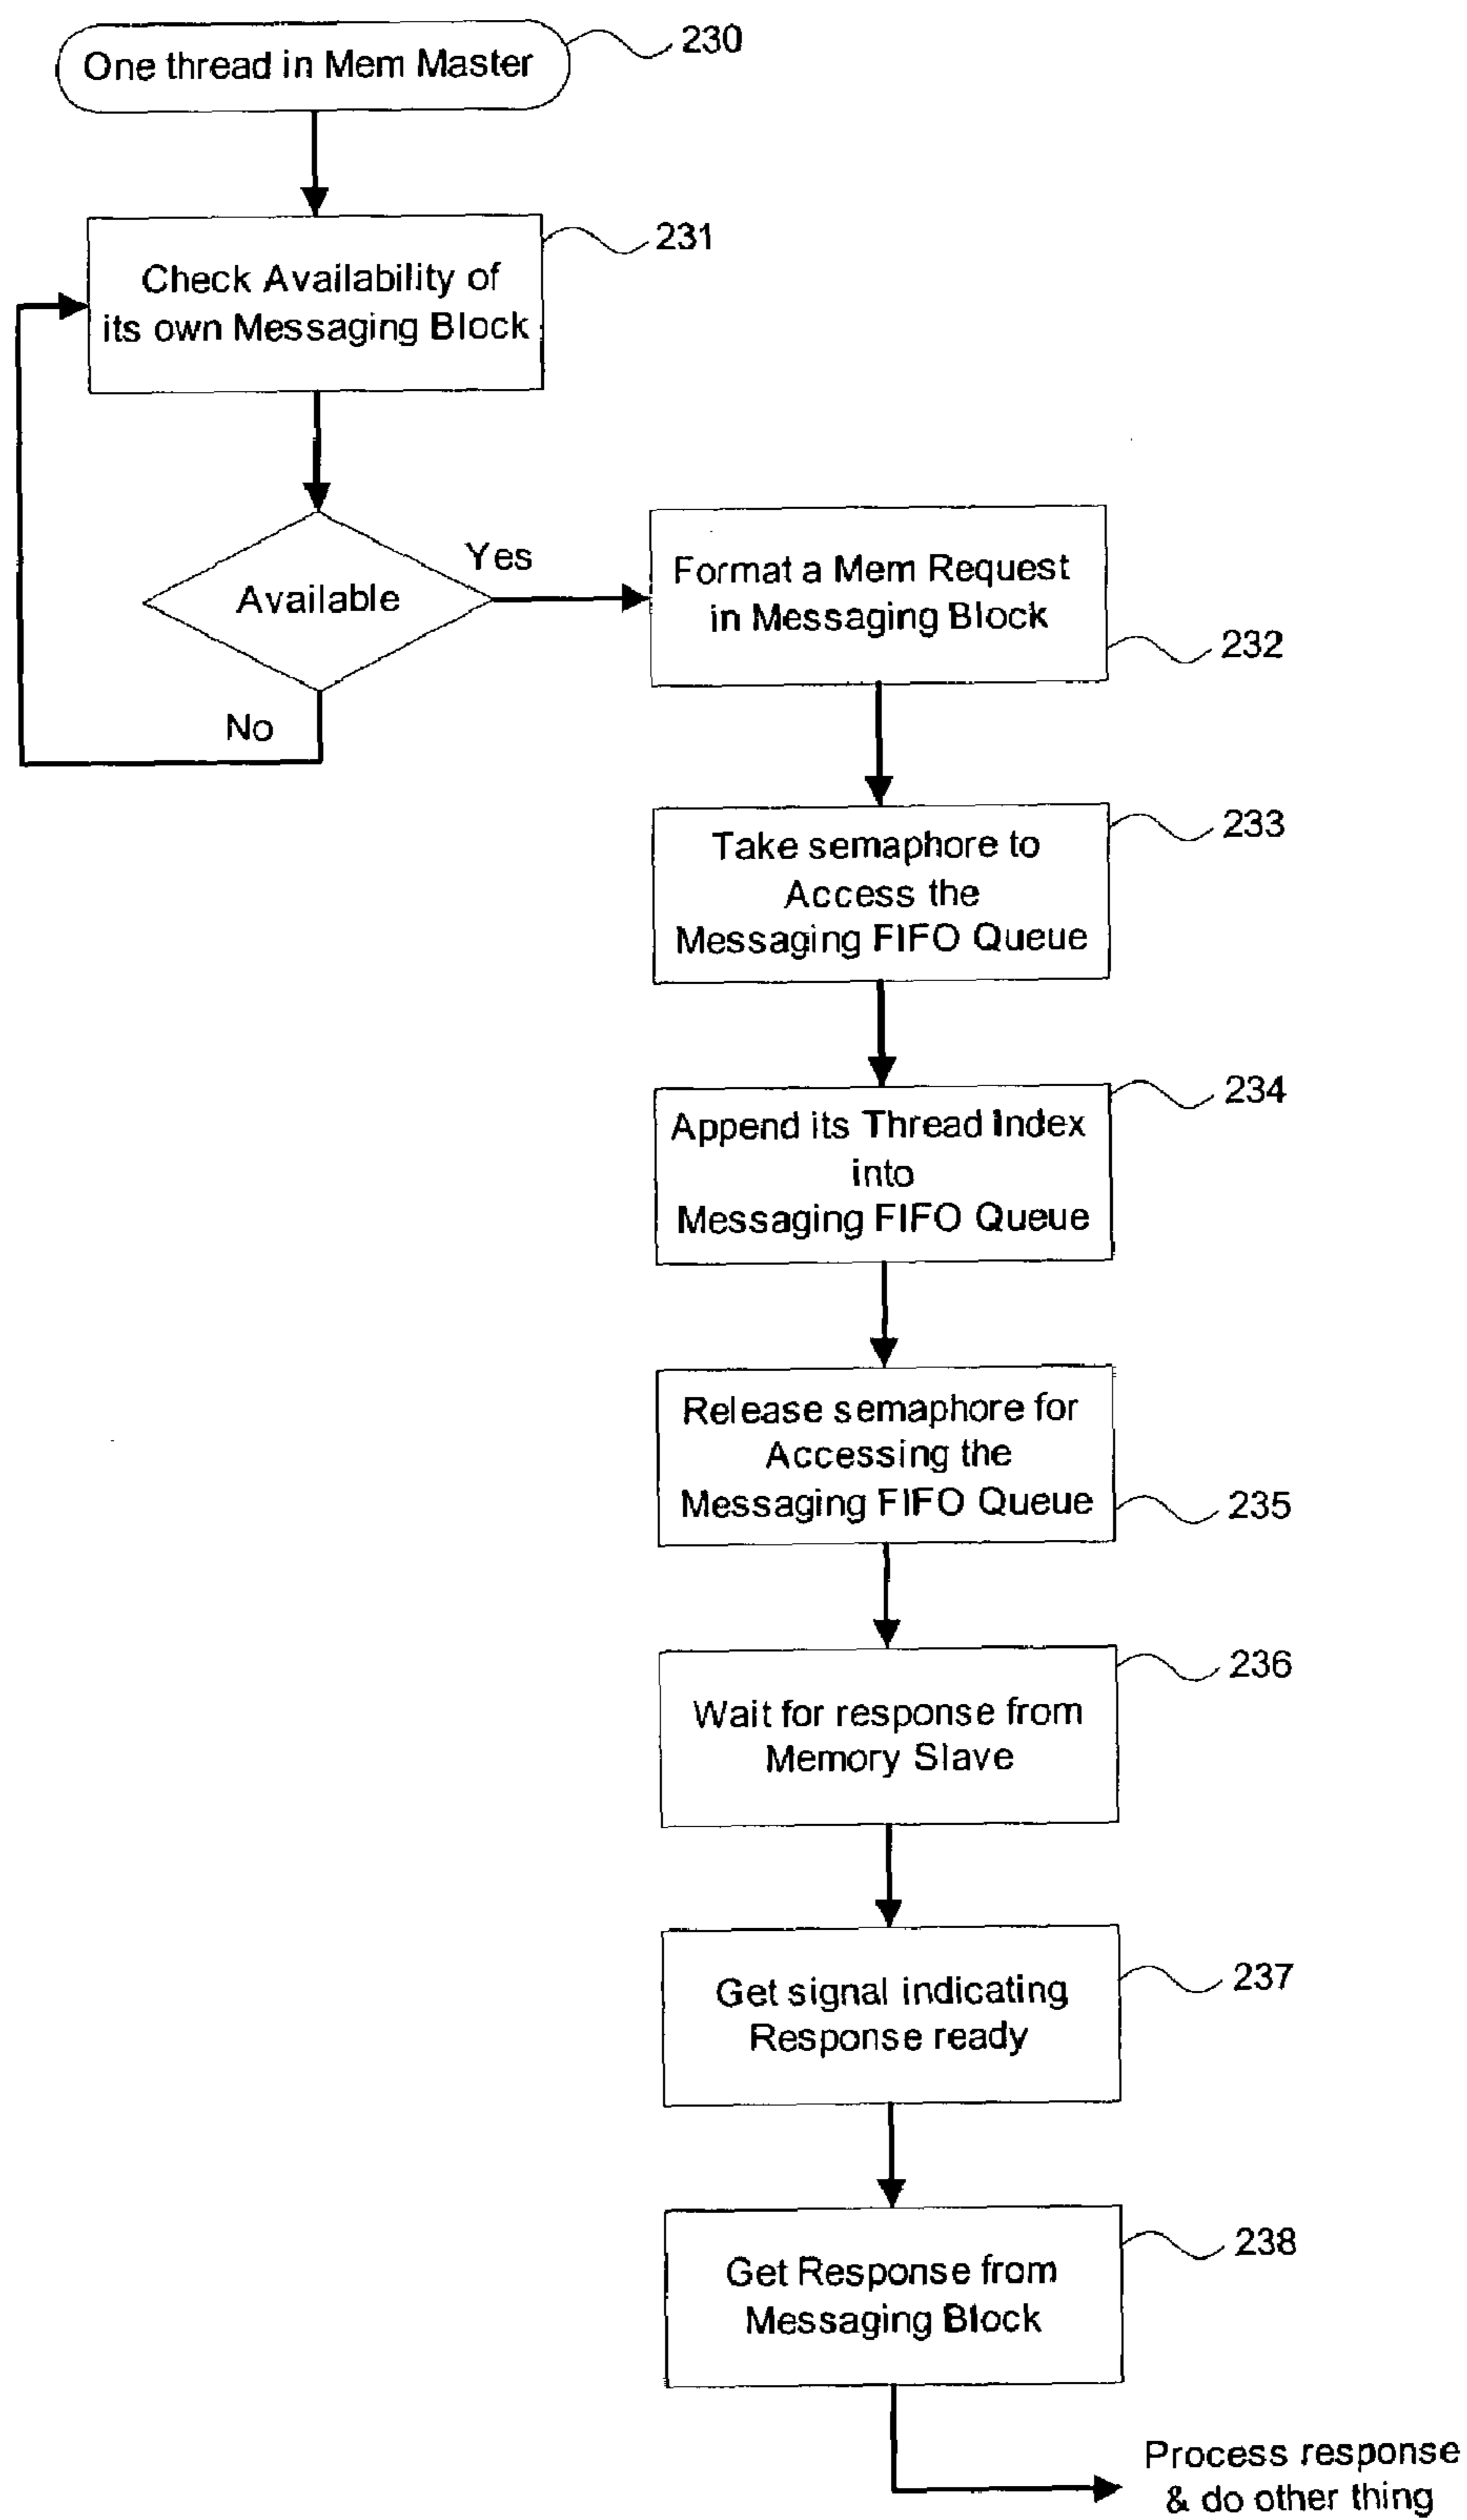 One thread in Mem Master
230
Check Availability of
its own Messaging Block
231
Available
Yes
No
Format a Mem Request
in Messaging Block
232
Take semaphore to
Access the
Messaging FIFO Queue
233
Append its Thread Index
into
Messaging FIFO Queue
234
Release semaphore for
Accessing the
Messaging FIFO Queue
235
Wait for response from
Memory Slave
236
Get signal indicating
Response ready
237
Get Response from
Messaging Block
238
Process response
& do other thing